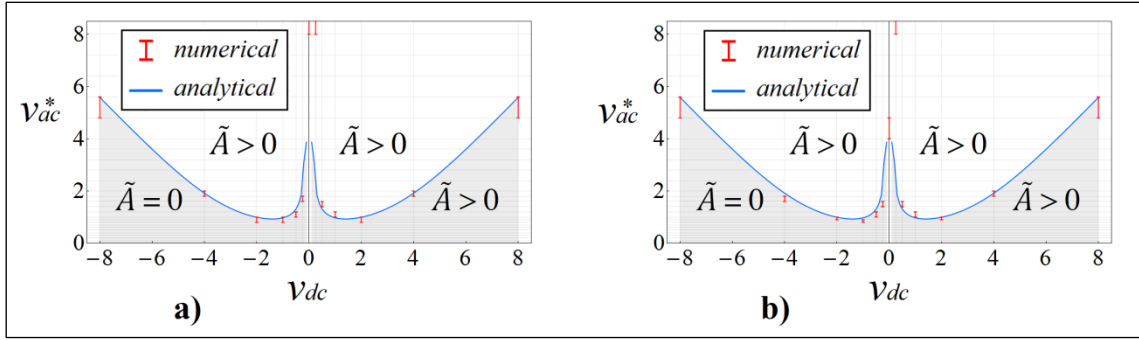 numerical
analytical
v*ac
Ã > 0 Ã > 0
Ã = 0 Ã > 0
0 2 4 6
−8 −6 −4 −2 0 2 4 6 8
vdc
a)
numerical
analytical
v*ac
Ã > 0 Ã > 0
Ã = 0 Ã > 0
0 2 4 6
−8 −6 −4 −2 0 2 4 6 8
vdc
b)